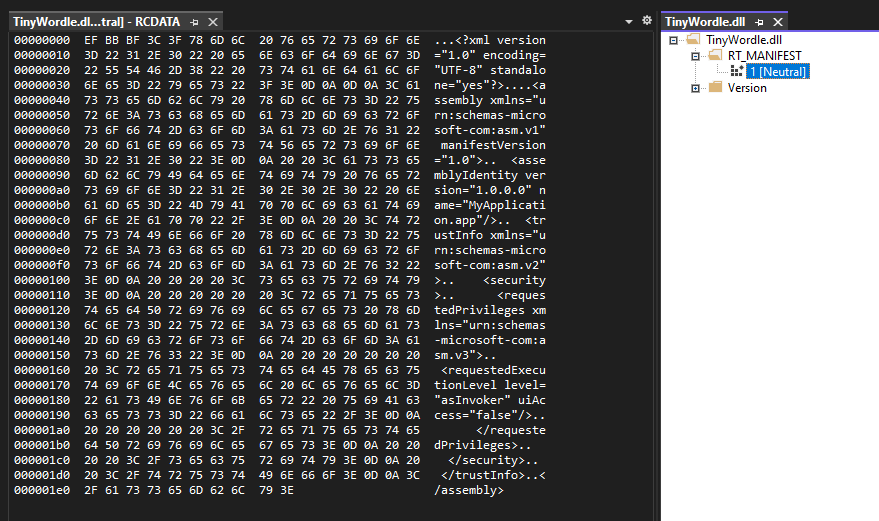 TinyWordle.dl...tral] - RCDATA
00000000 EF BB BF 3C 3F 78 6D 6C 20 76 65 72 73 69 6F 6E ...<?xml version
00000010 3D 22 31 2E 30 22 20 65 6E 63 6F 64 69 6E 67 3D ="1.0" encoding=
00000020 22 55 54 46 2D 38 22 20 73 74 61 6E 64 61 6C 6F "UTF-8" standalo
00000030 6E 65 3D 22 79 65 73 22 3F 3E 0D 0A 0D 0A 3C 61 ne="yes"?>....<a
00000040 73 73 65 6D 62 6C 79 20 78 6D 6C 6E 73 3D 22 75 ssembly xmlns="u
00000050 72 6E 3A 73 63 68 65 6D 61 73 2D 6D 69 63 72 6F rn:schemas-micro
00000060 73 6F 66 74 2D 63 6F 6D 3A 61 73 6D 2E 76 31 22 soft-com:asm.v1"
00000070 20 6D 61 6E 69 66 65 73 74 56 65 72 73 69 6F 6E manifestVersion
00000080 3D 22 31 2E 30 22 3E 0D 0A 20 20 3C 61 73 73 65 ="1.0">.. <asse
00000090 6D 62 6C 79 49 64 65 6E 74 69 74 79 20 76 65 72 mblyIdentity ver
000000a0 73 69 6F 6E 3D 22 31 2E 30 2E 30 2E 30 22 20 6E sion="1.0.0.0" n
000000b0 61 6D 65 3D 22 4D 79 41 70 70 6C 69 63 61 74 69 ame="MyApplicati
000000c0 6F 6E 2E 61 70 70 22 2F 3E 0D 0A 20 20 3C 74 72 on.app"/>.. <tr
000000d0 75 73 74 49 6E 66 6F 20 78 6D 6C 6E 73 3D 22 75 ustInfo xmlns="u
000000e0 72 6E 3A 73 63 68 65 6D 61 73 2D 6D 69 63 72 6F rn:schemas-micro
000000f0 73 6F 66 74 2D 63 6F 6D 3A 61 73 6D 2E 76 32 22 soft-com:asm.v2"
00000100 3E 0D 0A 20 20 20 20 3C 73 65 63 75 72 69 74 79 >.. <security
00000110 3E 0D 0A 20 20 20 20 20 20 3C 72 65 71 75 65 73 >.. <reques
00000120 74 65 64 50 72 69 76 69 6C 65 67 65 73 20 78 6D tedPrivileges xm
00000130 6C 6E 73 3D 22 75 72 6E 3A 73 63 68 65 6D 61 73 lns="urn:schemas
00000140 2D 6D 69 63 72 6F 73 6F 66 74 2D 63 6F 6D 3A 61 -microsoft-com:a
00000150 73 6D 2E 76 33 22 3E 0D 0A 20 20 20 20 20 20 20 sm.v3">..
00000160 20 3C 72 65 71 75 65 73 74 65 64 45 78 65 63 75 <requestedExecu
00000170 74 69 6F 6E 4C 65 76 65 6C 20 6C 65 76 65 6C 3D tionLevel level=
00000180 22 61 73 49 6E 76 6F 6B 65 72 22 20 75 69 41 63 "asInvoker" uiAc
00000190 63 65 73 73 3D 22 66 61 6C 73 65 22 2F 3E 0D 0A cess="false"/>..
000001a0 20 20 20 20 20 20 3C 2F 72 65 71 75 65 73 74 65 </requeste
000001b0 64 50 72 69 76 69 6C 65 67 65 73 3E 0D 0A 20 20 dPrivileges>..
000001c0 20 20 3C 2F 73 65 63 75 72 69 74 79 3E 0D 0A 20 </security>..
000001d0 20 3C 2F 74 72 75 73 74 49 6E 66 6F 3E 0D 0A 3C </trustInfo>..<
000001e0 2F 61 73 73 65 6D 62 6C 79 3E /assembly>
TinyWordle.dll
TinyWordle.dll
RT_MANIFEST
1 [Neutral]
Version